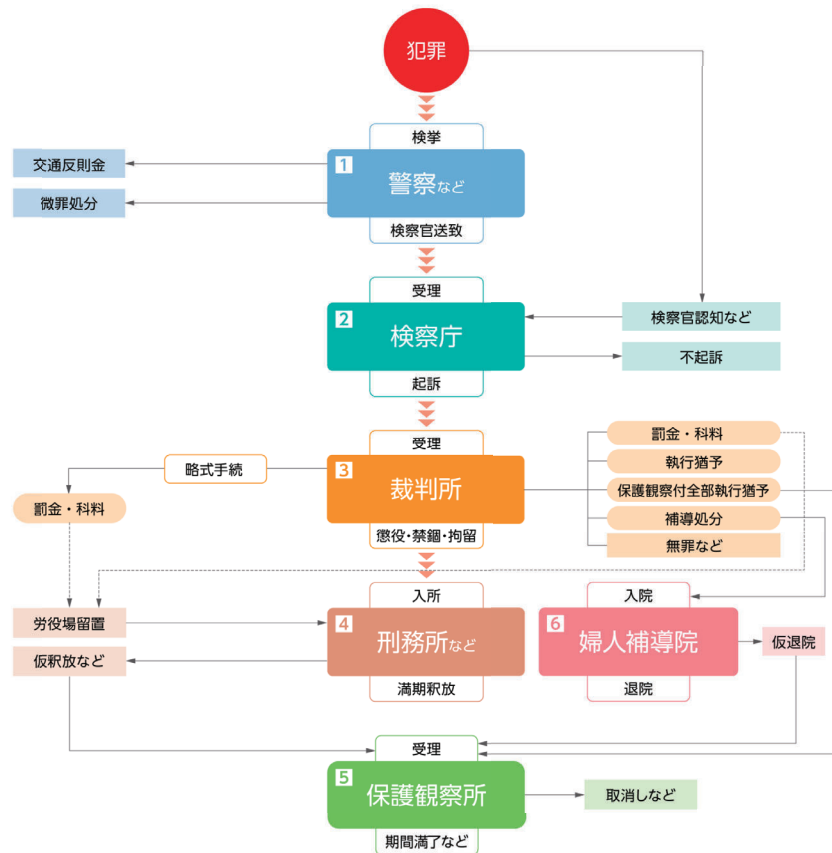 犯罪
検挙
1
警察など
交通反則金
微罪処分
検察官送致
受理
2
検察庁
検察官認知など
不起訴
起訴
受理
3
裁判所
略式手続
罰金・科料
罰金・科料
執行猶予
保護観察付全部執行猶予
補導処分
無罪など
懲役・禁錮・拘留
入所
4
刑務所など
労役場留置
仮釈放など
満期釈放
入院
6
婦人補導院
仮退院
退院
受理
5
保護観察所
取消しなど
期間満了など